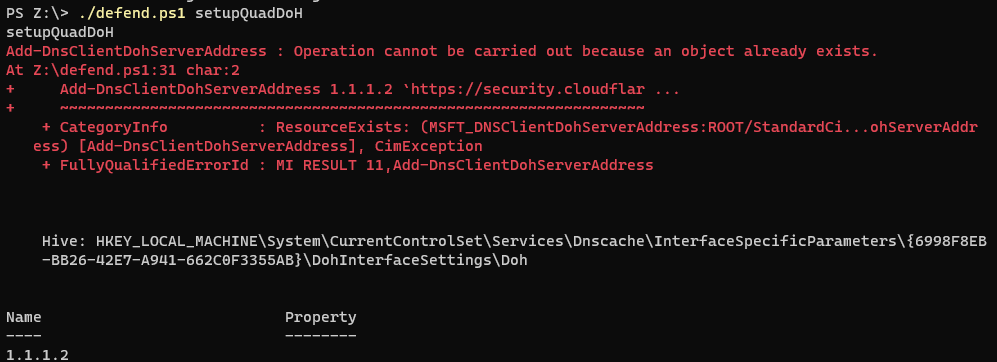 PS Z:\> ./defend.ps1 setupQuadDoH
setupQuadDoH
Add-DnsClientDohServerAddress : Operation cannot be carried out because an object already exists.
At Z:\defend.ps1:31 char:2
+     Add-DnsClientDohServerAddress 1.1.1.2 `https://security.cloudflar ...
+     ~~~~~~~~~~~~~~~~~~~~~~~~~~~~~~~~~~~~~~~~~~~~~~~~~~~~~~~~~~~~~~~~~
    + CategoryInfo          : ResourceExists: (MSFT_DNSClientDohServerAddress:ROOT/StandardCi...ohServerAddr
   ess) [Add-DnsClientDohServerAddress], CimException
    + FullyQualifiedErrorId : MI RESULT 11,Add-DnsClientDohServerAddress
    Hive: HKEY_LOCAL_MACHINE\System\CurrentControlSet\Services\Dnscache\InterfaceSpecificParameters\{6998F8EB
    -BB26-42E7-A941-662C0F3355AB}\DohInterfaceSettings\Doh
Name                           Property
----                           --------
1.1.1.2